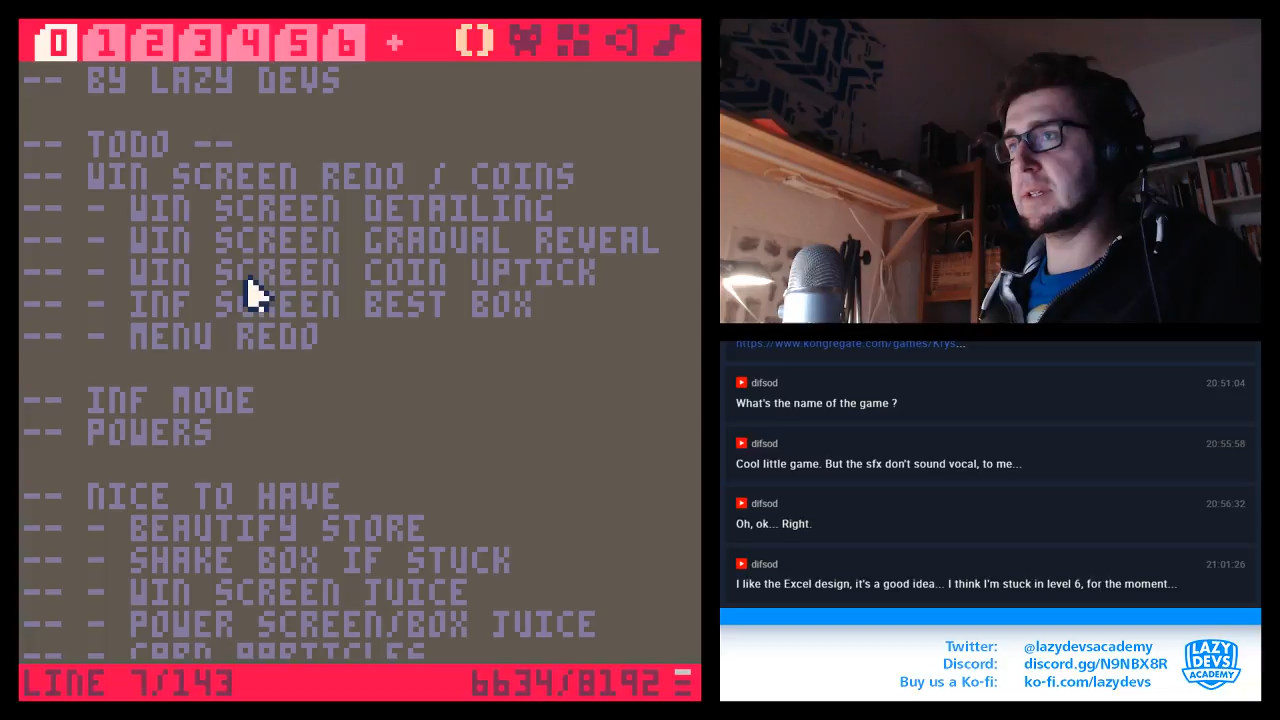 0 1 2 3 4 5 6 +
-- BY LAZY DEVS
-- TODO --
-- WIN SCREEN REDO / COINS
-- - WIN SCREEN DETAILING
-- - WIN SCREEN GRADUAL REVEAL
-- - WIN SCREEN COIN UPTICK
-- - INF SCREEN BEST BOX
-- - MENU REDO
-- INF MODE
-- POWERS
-- NICE TO HAVE
-- - BEAUTIFY STORE
-- - SHAKE BOX IF STUCK
-- - WIN SCREEN JUICE
-- - POWER SCREEN/BOX JUICE
LINE 7/143 6634/8192
https://www.kongregate.com/games/Krys...
difsod 20:51:04
What's the name of the game ?
difsod 20:55:58
Cool little game. But the sfx don't sound vocal, to me...
difsod 20:56:32
Oh, ok... Right.
difsod 21:01:26
I like the Excel design, it's a good idea... I think I'm stuck in level 6, for the moment...
Twitter: @lazydevsacademy
Discord: discord.gg/N9NBX8R
Buy us a Ko-fi: ko-fi.com/lazydevs
LAZY
DEVS
ACADEMY